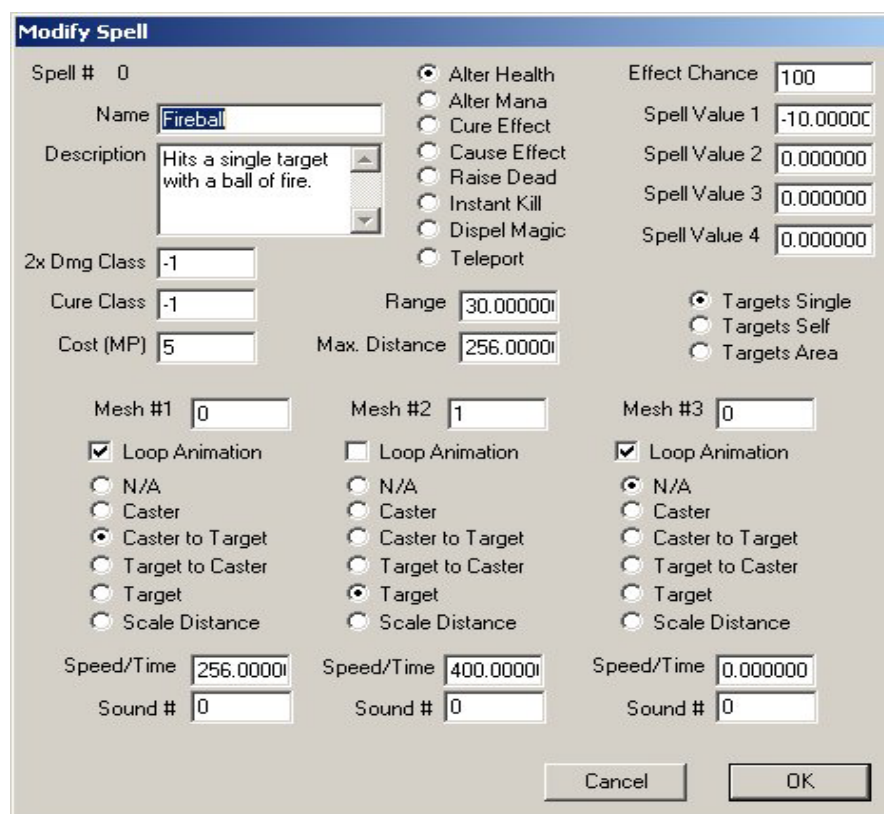 Modify Spell
Spell # 0
Name Fireball
Description Hits a single target
with a ball of fire.
2x Dmg Class -1
Cure Class -1
Cost (MP) 5
Alter Health
Alter Mana
Cure Effect
Cause Effect
Raise Dead
Instant Kill
Dispel Magic
Teleport
Range 30.00000
Max. Distance 256.0000
Effect Chance 100
Spell Value 1 -10.00000
Spell Value 2 0.000000
Spell Value 3 0.000000
Spell Value 4 0.000000
Targets Single
Targets Self
Targets Area
Mesh #1 0
Loop Animation
N/A
Caster
Caster to Target
Target to Caster
Target
Scale Distance
Speed/Time 256.0000
Sound # 0
Mesh #2 1
Loop Animation
N/A
Caster
Caster to Target
Target to Caster
Target
Scale Distance
Speed/Time 400.0000
Sound # 0
Mesh #3 0
Loop Animation
N/A
Caster
Caster to Target
Target to Caster
Target
Scale Distance
Speed/Time 0.000000
Sound # 0
Cancel
OK